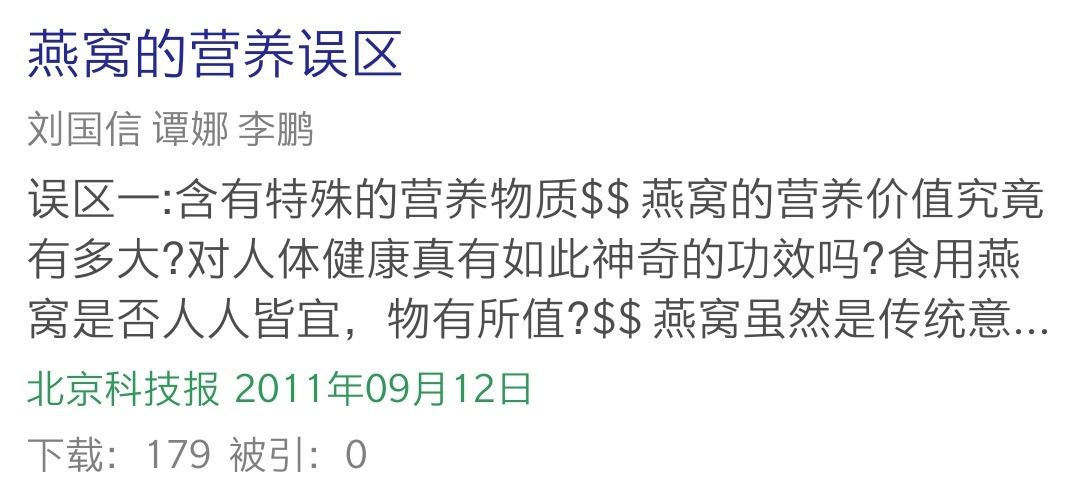 燕窝的营养误区
刘国信 谭娜 李鹏
误区一:含有特殊的营养物质$$ 燕窝的营养价值究竟
有多大?对人体健康真有如此神奇的功效吗?食用燕
窝是否人人皆宜，物有所值?$$ 燕窝虽然是传统意...
北京科技报 2011年09月12日
下载：179 被引：0